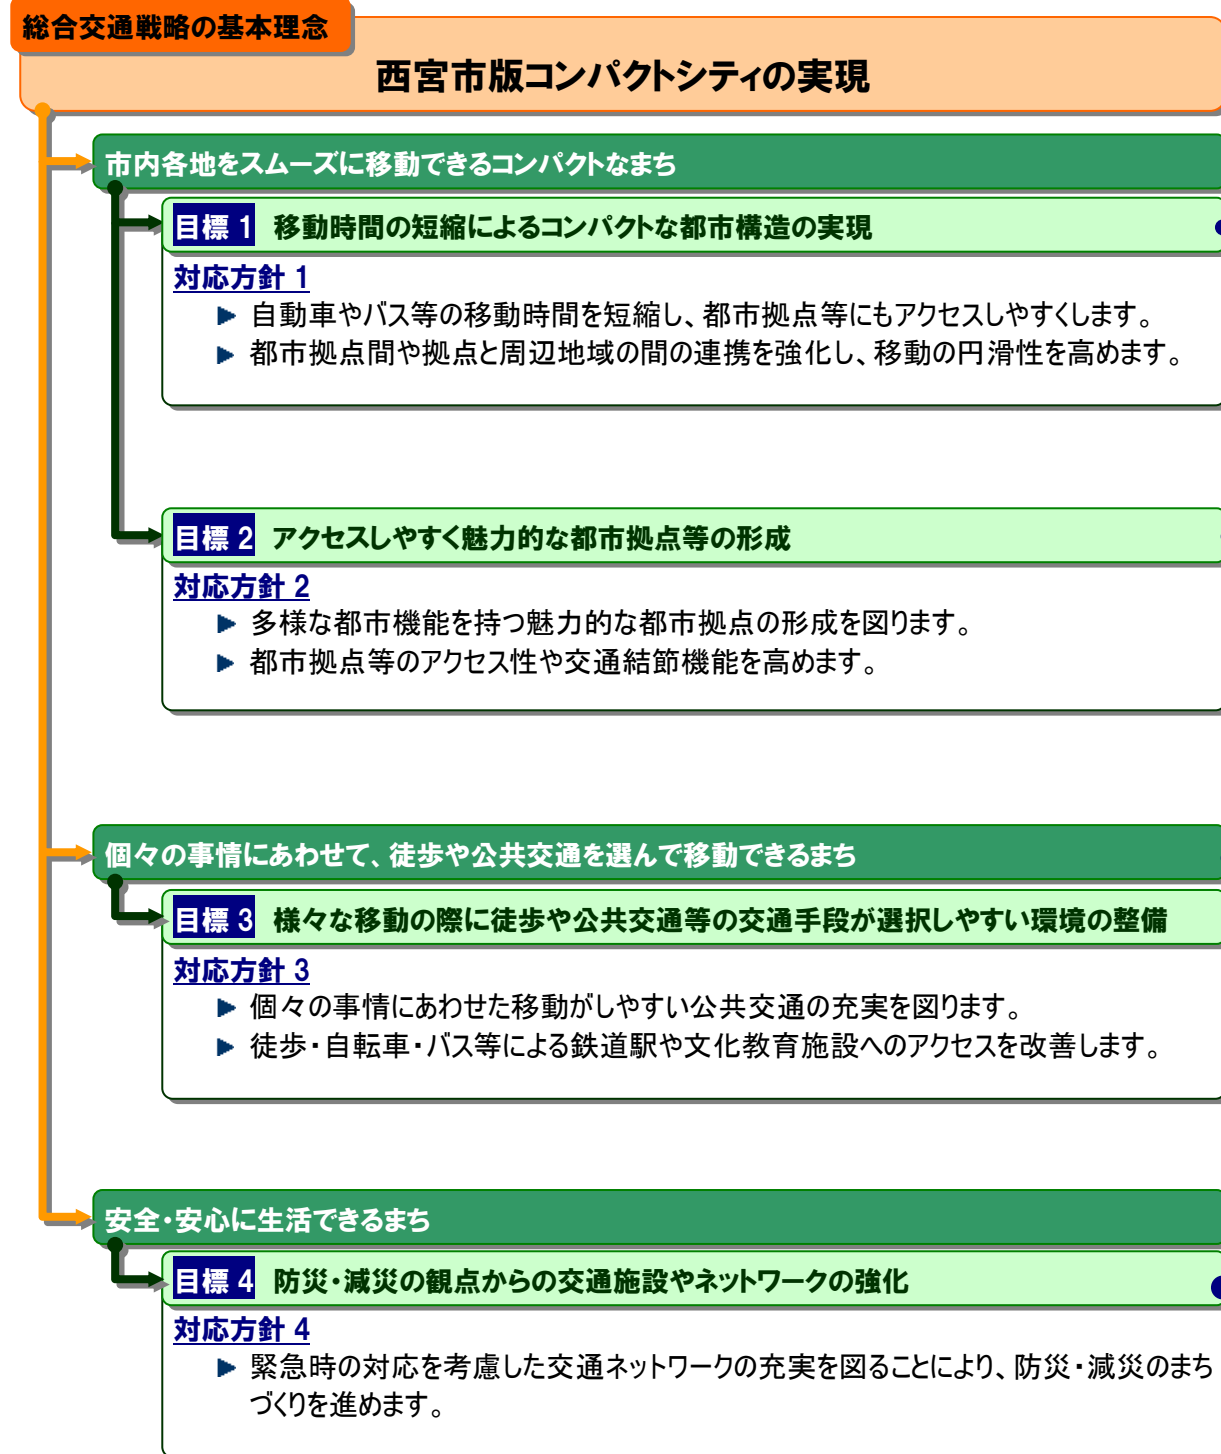 総合交通戦略の基本理念
西宮市版コンパクトシティの実現
市内各地をスムーズに移動できるコンパクトなまち
目標 1 移動時間の短縮によるコンパクトな都市構造の実現
対応方針 1
▶ 自動車やバス等の移動時間を短縮し、都市拠点等にもアクセスしやすくします。
▶ 都市拠点間や拠点と周辺地域の間の連携を強化し、移動の円滑性を高めます。
目標 2 アクセスしやすく魅力的な都市拠点等の形成
対応方針 2
▶ 多様な都市機能を持つ魅力的な都市拠点の形成を図ります。
▶ 都市拠点等のアクセス性や交通結節機能を高めます。
個々の事情にあわせて、徒歩や公共交通を選んで移動できるまち
目標 3 様々な移動の際に徒歩や公共交通等の交通手段が選択しやすい環境の整備
対応方針 3
▶ 個々の事情にあわせた移動がしやすい公共交通の充実を図ります。
▶ 徒歩・自転車・バス等による鉄道駅や文化教育施設へのアクセスを改善します。
安全・安心に生活できるまち
目標 4 防災・減災の観点からの交通施設やネットワークの強化
対応方針 4
▶ 緊急時の対応を考慮した交通ネットワークの充実を図ることにより、防災・減災のまち
づくりを進めます。